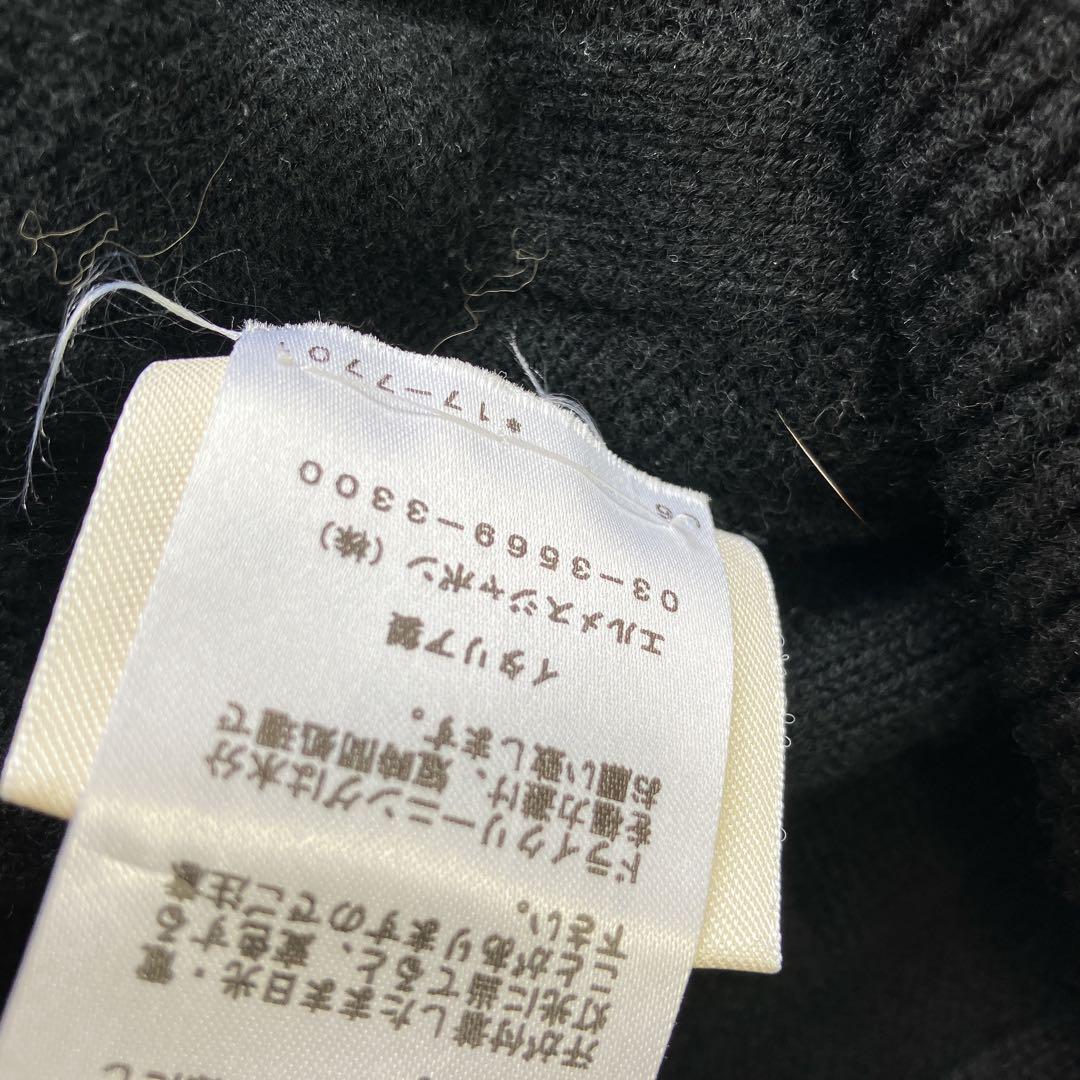 汗が付着したまま日光・電
灯光に当てると、変色する
ことがありますのでご注意
下さい。
ドライクリーニングは水分
を極力避け、短時間処理で
お願い致します。
イタリア製
エルメスジャポン（株）
03-3569-3300
*17-770